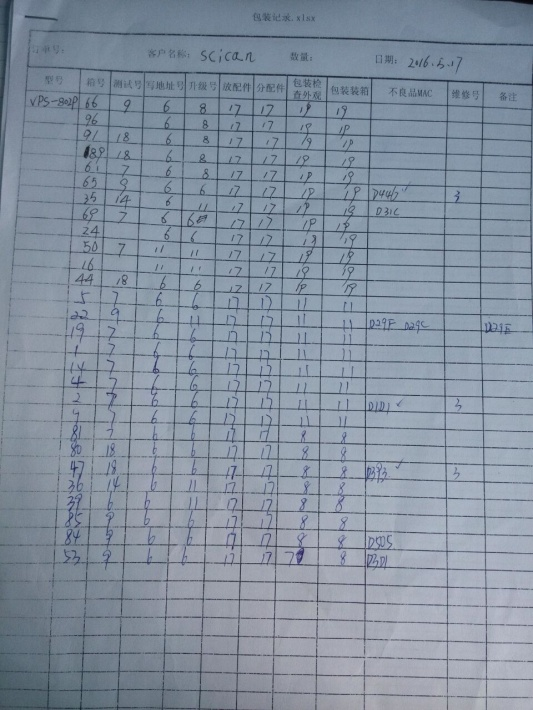 包装记录.xlsx
订单号: 客户名称: scican 数量: 日期: 2016.5.17
型号 箱号 测试号 写地址号 升级号 放配件 分配件 包装检查外观 包装装箱 不良品MAC 维修号 备注
VPS-802P 66 9 6 8 17 17 19 19
96 6 8 17 17 19 19
91 18 6 8 17 17 19 19
89 18 6 8 17 17 19 19
61 7 6 8 17 17 19 19
65 9 6 6 17 17 19 19 3
35 14 6 11 17 17 19 19 D31C
69 7 6 6 17 17 19 19
24 6 6 17 17 19 19
50 7 11 11 17 17 19 19
16 11 11 17 17 19 19
44 18 6 6 17 17 19 19
5 7 6 6 17 17 11 11
22 9 6 11 17 17 11 11 D29F D29C D29E
19 7 6 6 17 17 11 11
1 7 6 6 17 17 11 11
14 7 6 6 17 17 11 11
4 7 6 6 17 17 11 11
2 7 6 6 17 17 11 11 D1D1 ✓ 3
9 7 6 6 17 17 11 11
81 7 6 6 17 17 8 8
80 18 6 6 17 17 8 8
47 18 6 6 17 17 8 8 D393 ✓ 3
36 14 6 11 17 17 8 8
39 6 6 11 17 17 8 8
85 9 6 6 17 17 8 8
84 9 6 6 17 17 8 8 D5D5
53 9 6 6 17 17 8 D3D1